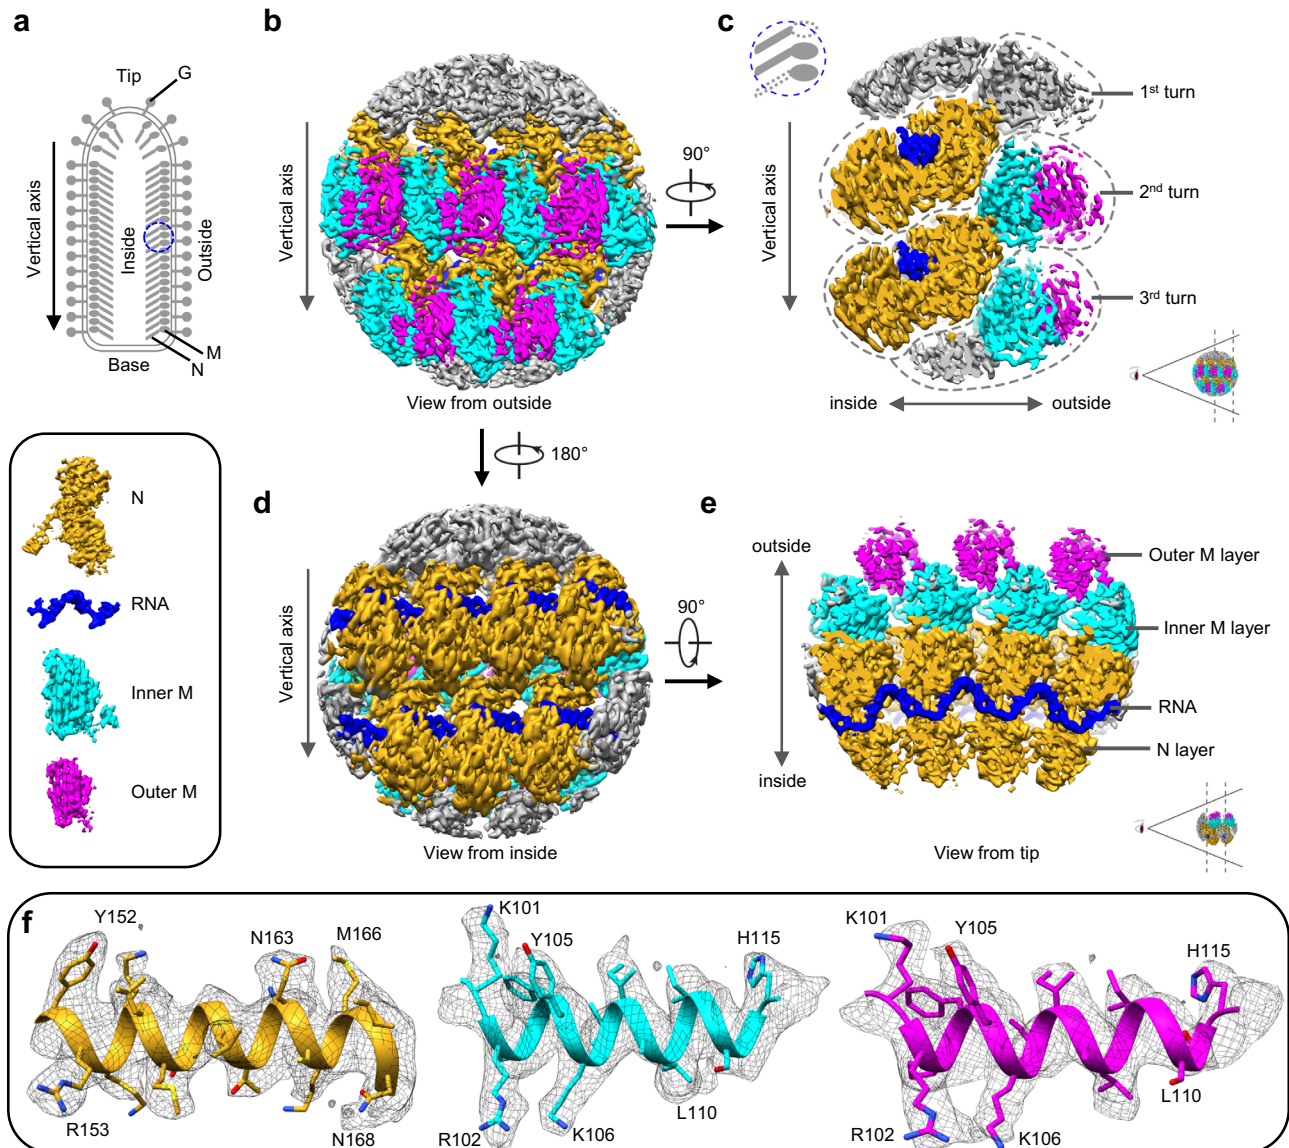 a
Tip
G
Vertical axis
Inside
Outside
M
N
Base
b
Vertical axis
View from outside
90°
c
Vertical axis
1st turn
2nd turn
3rd turn
inside
outside
180°
N
RNA
Inner M
Outer M
d
Vertical axis
View from inside
90°
e
outside
inside
Outer M layer
Inner M layer
RNA
N layer
View from tip
f
Y152
N163
M166
R153
N168
K101
Y105
H115
R102
K106
L110
K101
Y105
H115
R102
K106
L110